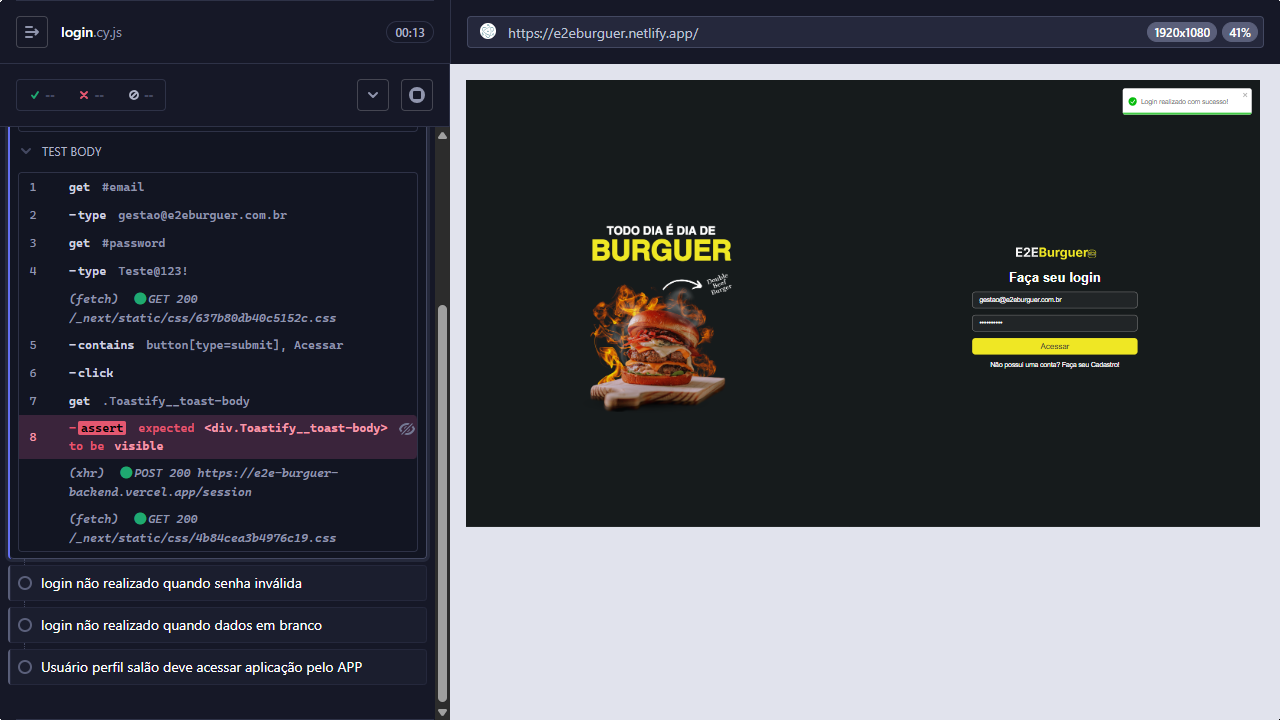 login.cy.js
00:13
https://e2eburguer.netlify.app/
1920x1080
41%
--
--
--
TEST BODY
1 get #email
2 -type gestao@e2eburguer.com.br
3 get #password
4 -type Teste@123!
(fetch) GET 200
/_next/static/css/637b80db40c5152c.css
5 -contains button[type=submit], Acessar
6 -click
7 get .Toastify__toast-body
8 -assert expected <div.Toastify__toast-body>
to be visible
(xhr) POST 200 https://e2e-burguer-
backend.vercel.app/session
(fetch) GET 200
/_next/static/css/4b84cea3b4976c19.css
login não realizado quando senha inválida
login não realizado quando dados em branco
Usuário perfil salão deve acessar aplicação pelo APP
Login realizado com sucesso!
TODO DIA É DIA DE
BURGUER
Double
Beef
Burger
E2EBurguer
Faça seu login
gestao@e2eburguer.com.br
••••••••••
Acessar
Não possui uma conta? Faça seu Cadastro!